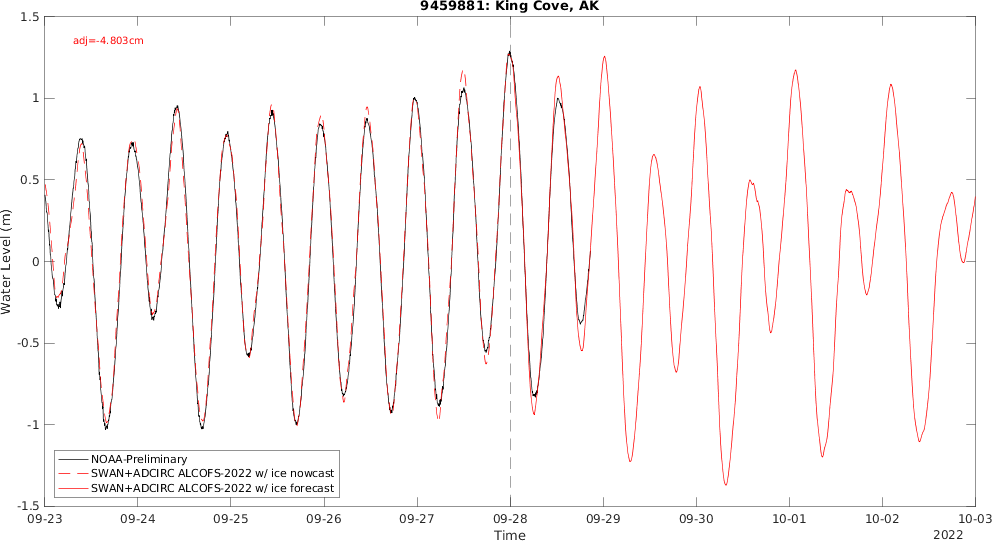 9459881: King Cove, AK
adj=-4.803cm
Water Level (m)
1.5
1
0.5
0
-0.5
-1
-1.5
NOAA-Preliminary
SWAN+ADCIRC ALCOFS-2022 w/ ice nowcast
SWAN+ADCIRC ALCOFS-2022 w/ ice forecast
09-23 09-24 09-25 09-26 09-27 09-28 09-29 09-30 10-01 10-02 10-03
Time
2022